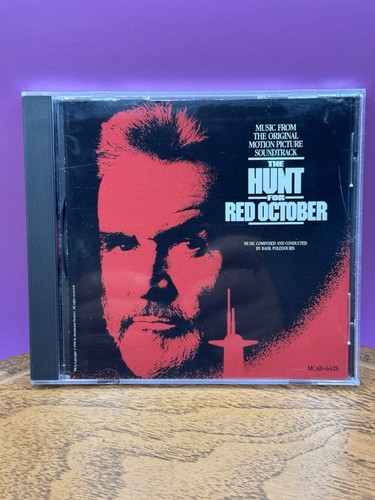 MUSIC FROM
THE ORIGINAL
MOTION PICTURE
SOUNDTRACK
THE
HUNT
FOR
RED OCTOBER
MUSIC COMPOSED AND CONDUCTED
BY BASIL POLEDOURIS
MCAD-6428